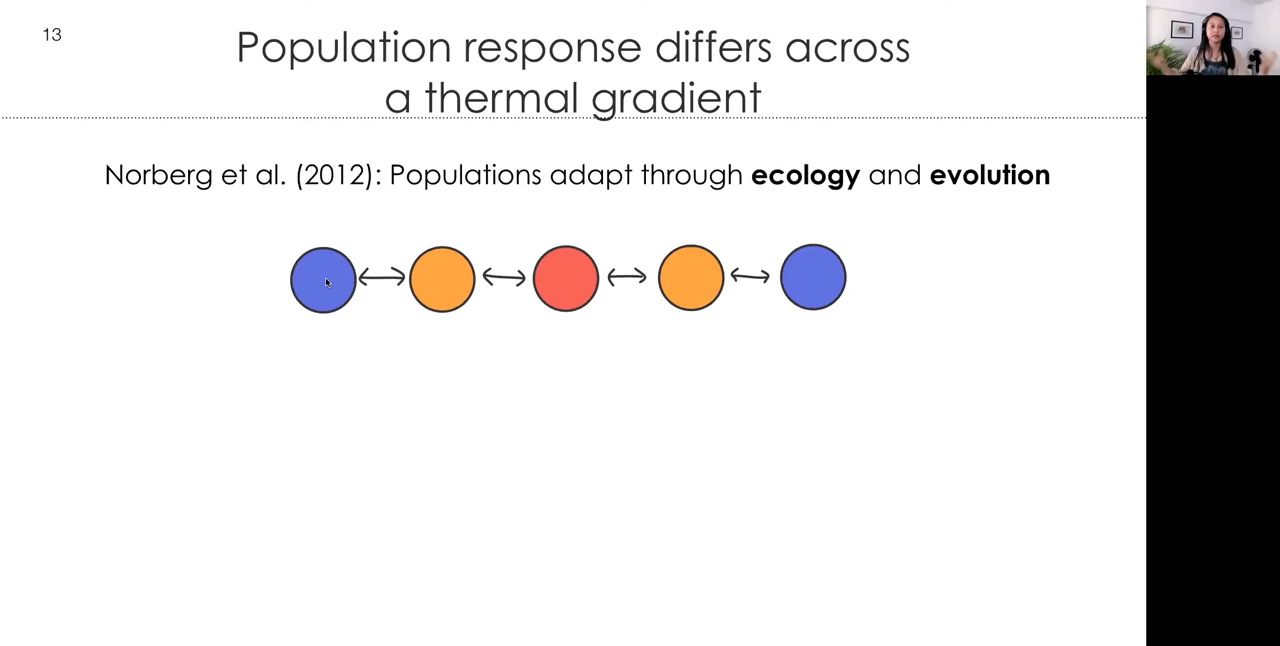 13
Population response differs across
a thermal gradient
Norberg et al. (2012): Populations adapt through ecology and evolution